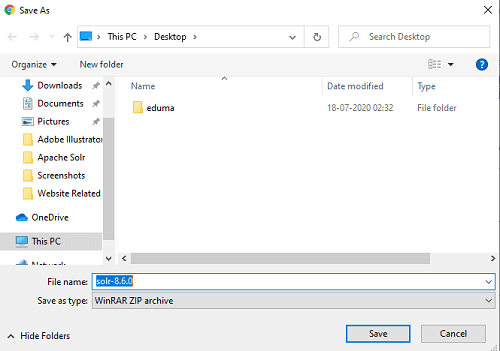 Save As
This PC > Desktop >
Search Desktop
Organize
New folder
?
Name
Date modified
Type
Downloads
Documents
Pictures
Adobe Illustrator
Apache Solr
Screenshots
Website Related
OneDrive
This PC
Network
eduma
18-07-2020 02:32
File folder
File name: solr-8.6.0
Save as type: WinRAR ZIP archive
Hide Folders
Save
Cancel